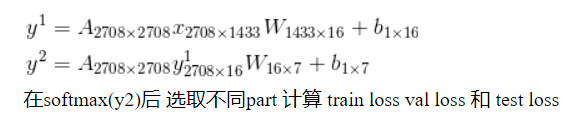 y¹ = A₂₇₀₈ₓ₂₇₀₈x₂₇₀₈ₓ₁₄₃₃W₁₄₃₃ₓ₁₆ + b₁ₓ₁₆
y² = A₂₇₀₈ₓ₂₇₀₈y¹₂₇₀₈ₓ₁₆W₁₆ₓ₇ + b₁ₓ₇
在softmax(y2)后 选取不同part 计算 train loss val loss 和 test loss